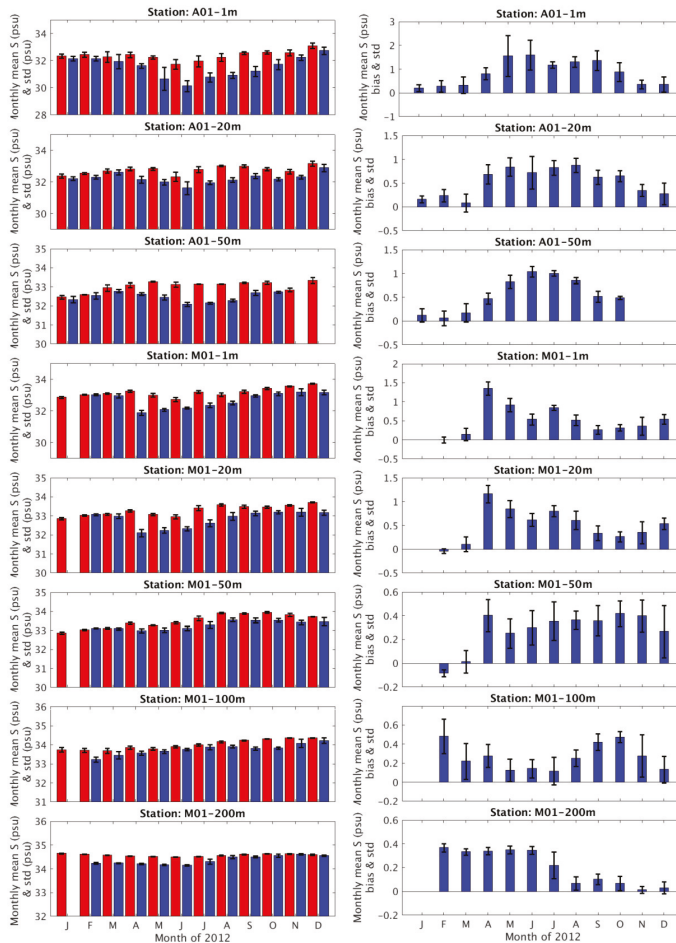 Station: A01-1m
Monthly mean S (psu)
& std (psu)
34
32
30
28
Station: A01-20m
Monthly mean S (psu)
& std (psu)
34
32
30
Station: A01-50m
Monthly mean S (psu)
& std (psu)
35
34
33
32
31
30
Station: M01-1m
Monthly mean S (psu)
& std (psu)
34
32
30
Station: M01-20m
Monthly mean S (psu)
& std (psu)
35
34
33
32
31
30
Station: M01-50m
Monthly mean S (psu)
& std (psu)
35
34
33
32
31
30
Station: M01-100m
Monthly mean S (psu)
& std (psu)
36
35
34
33
32
31
Station: M01-200m
Monthly mean S (psu)
& std (psu)
36
35
34
33
32
J F M A M J J A S O N D
Month of 2012
Station: A01-1m
Monthly mean S (psu)
bias & std
3
2
1
0
-1
Station: A01-20m
Monthly mean S (psu)
bias & std
1.5
1
0.5
0
-0.5
Station: A01-50m
Monthly mean S (psu)
bias & std
1.5
1
0.5
0
-0.5
Station: M01-1m
Monthly mean S (psu)
bias & std
2
1.5
1
0.5
0
-0.5
Station: M01-20m
Monthly mean S (psu)
bias & std
1.5
1
0.5
0
-0.5
Station: M01-50m
Monthly mean S (psu)
bias & std
0.6
0.4
0.2
0
-0.2
Station: M01-100m
Monthly mean S (psu)
bias & std
0.6
0.4
0.2
0
-0.2
Station: M01-200m
Monthly mean S (psu)
bias & std
0.6
0.4
0.2
0
-0.2
J F M A M J J A S O N D
Month of 2012